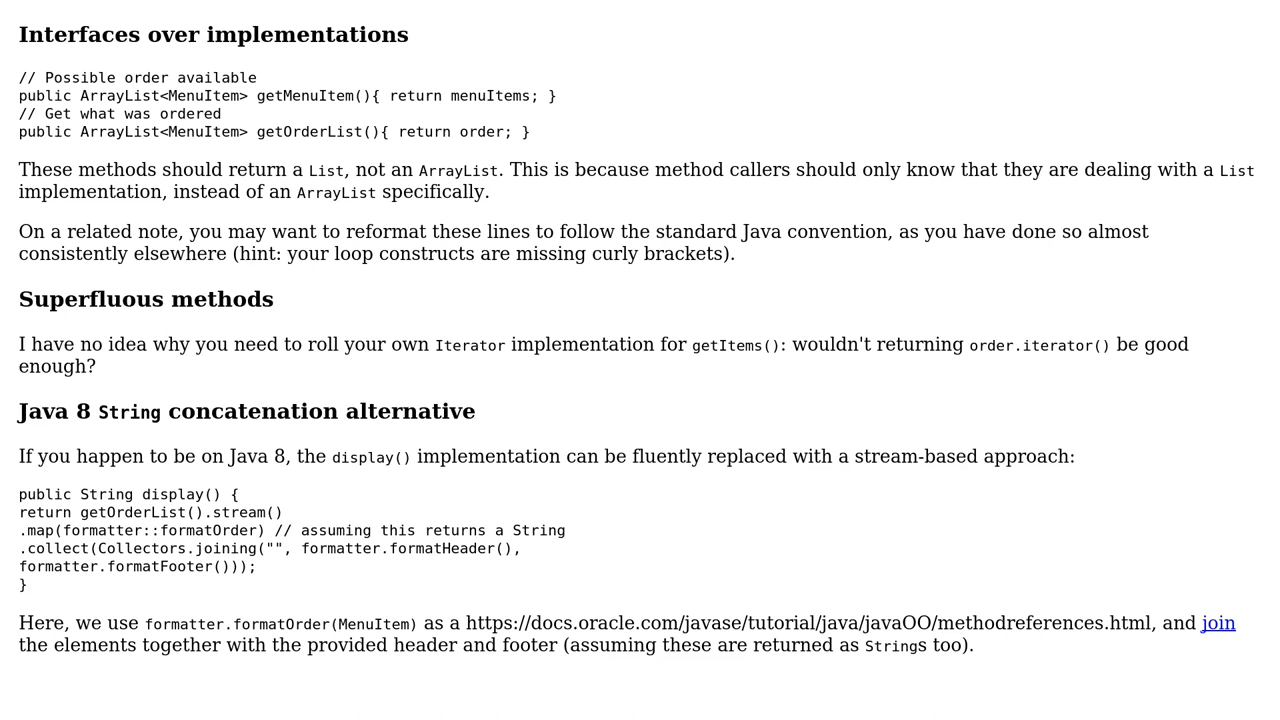 Interfaces over implementations
// Possible order available
public ArrayList<MenuItem> getMenuItem(){ return menuItems; }
// Get what was ordered
public ArrayList<MenuItem> getOrderList(){ return order; }
These methods should return a List, not an ArrayList. This is because method callers should only know that they are dealing with a List
implementation, instead of an ArrayList specifically.
On a related note, you may want to reformat these lines to follow the standard Java convention, as you have done so almost
consistently elsewhere (hint: your loop constructs are missing curly brackets).
Superfluous methods
I have no idea why you need to roll your own Iterator implementation for getItems(): wouldn't returning order.iterator() be good
enough?
Java 8 String concatenation alternative
If you happen to be on Java 8, the display() implementation can be fluently replaced with a stream-based approach:
public String display() {
return getOrderList().stream()
.map(formatter::formatOrder) // assuming this returns a String
.collect(Collectors.joining("", formatter.formatHeader(),
formatter.formatFooter()));
}
Here, we use formatter.formatOrder(MenuItem) as a https://docs.oracle.com/javase/tutorial/java/javaOO/methodreferences.html, and join
the elements together with the provided header and footer (assuming these are returned as Strings too).